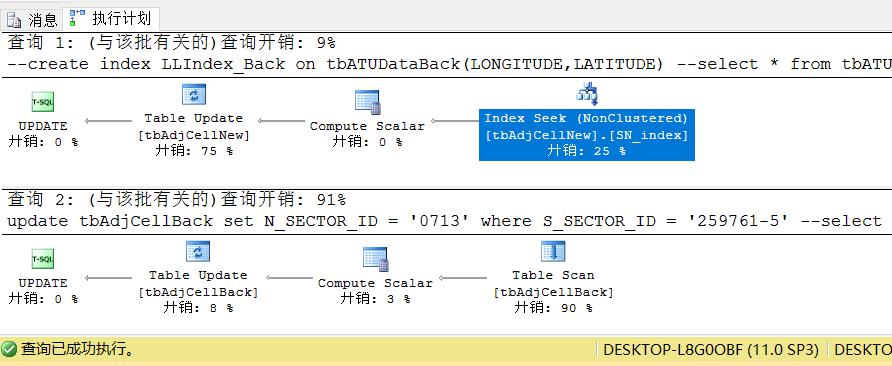 消息 执行计划
查询 1: (与该批有关的)查询开销: 9%
--create index LLIndex_Back on tbATUDataBack(LONGITUDE,LATITUDE) --select * from tbATU
T-SQL
UPDATE
开销: 0 %
Table Update
[tbAdjCellNew]
开销: 75 %
Compute Scalar
开销: 0 %
Index Seek (NonClustered)
[tbAdjCellNew].[SN_index]
开销: 25 %
查询 2: (与该批有关的)查询开销: 91%
update tbAdjCellBack set N_SECTOR_ID = '0713' where S_SECTOR_ID = '259761-5' --select
T-SQL
UPDATE
开销: 0 %
Table Update
[tbAdjCellBack]
开销: 8 %
Compute Scalar
开销: 3 %
Table Scan
[tbAdjCellBack]
开销: 90 %
查询已成功执行。 DESKTOP-L8G0OBF (11.0 SP3) DESKTO